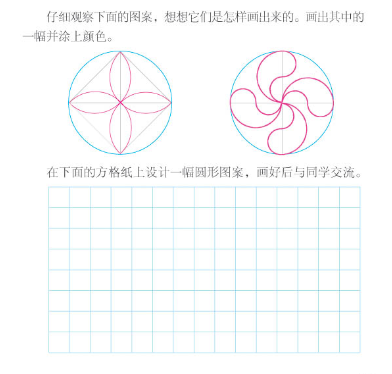 仔细观察下面的图案，想想它们是怎样画出来的。画出其中的
一幅并涂上颜色。
在下面的方格纸上设计一幅圆形图案，画好后与同学交流。